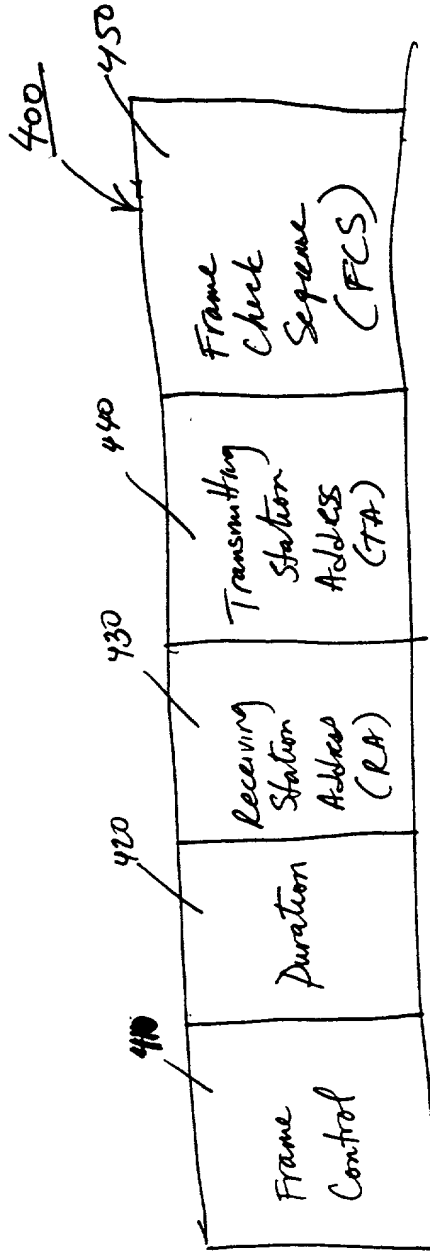 400
410
420
430
440
450
Frame
Control
Duration
Receiving
Station
Address
(RA)
Transmitting
Station
Address
(TA)
Frame
Check
Sequence
(FCS)